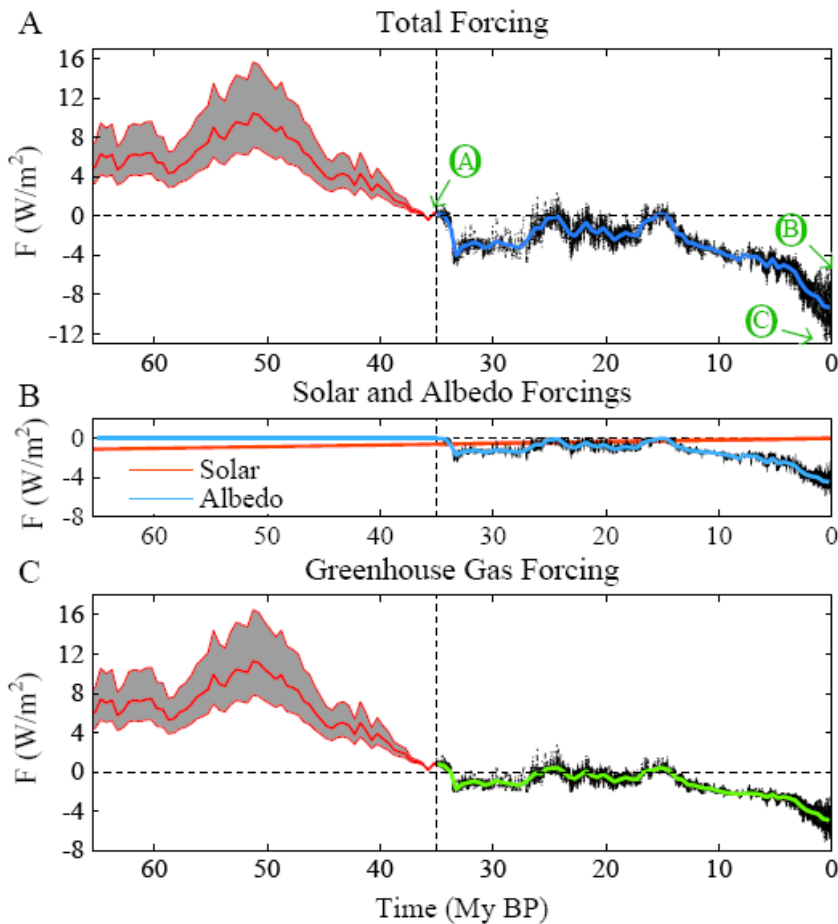 A
Total Forcing
F (W/m²)
16
12
8
4
0
-4
-8
-12
Ⓐ
Ⓑ
Ⓒ
60 50 40 30 20 10 0
B
Solar and Albedo Forcings
F (W/m²)
0
-4
-8
Solar
Albedo
60 50 40 30 20 10 0
C
Greenhouse Gas Forcing
F (W/m²)
16
12
8
4
0
-4
-8
60 50 40 30 20 10 0
Time (My BP)